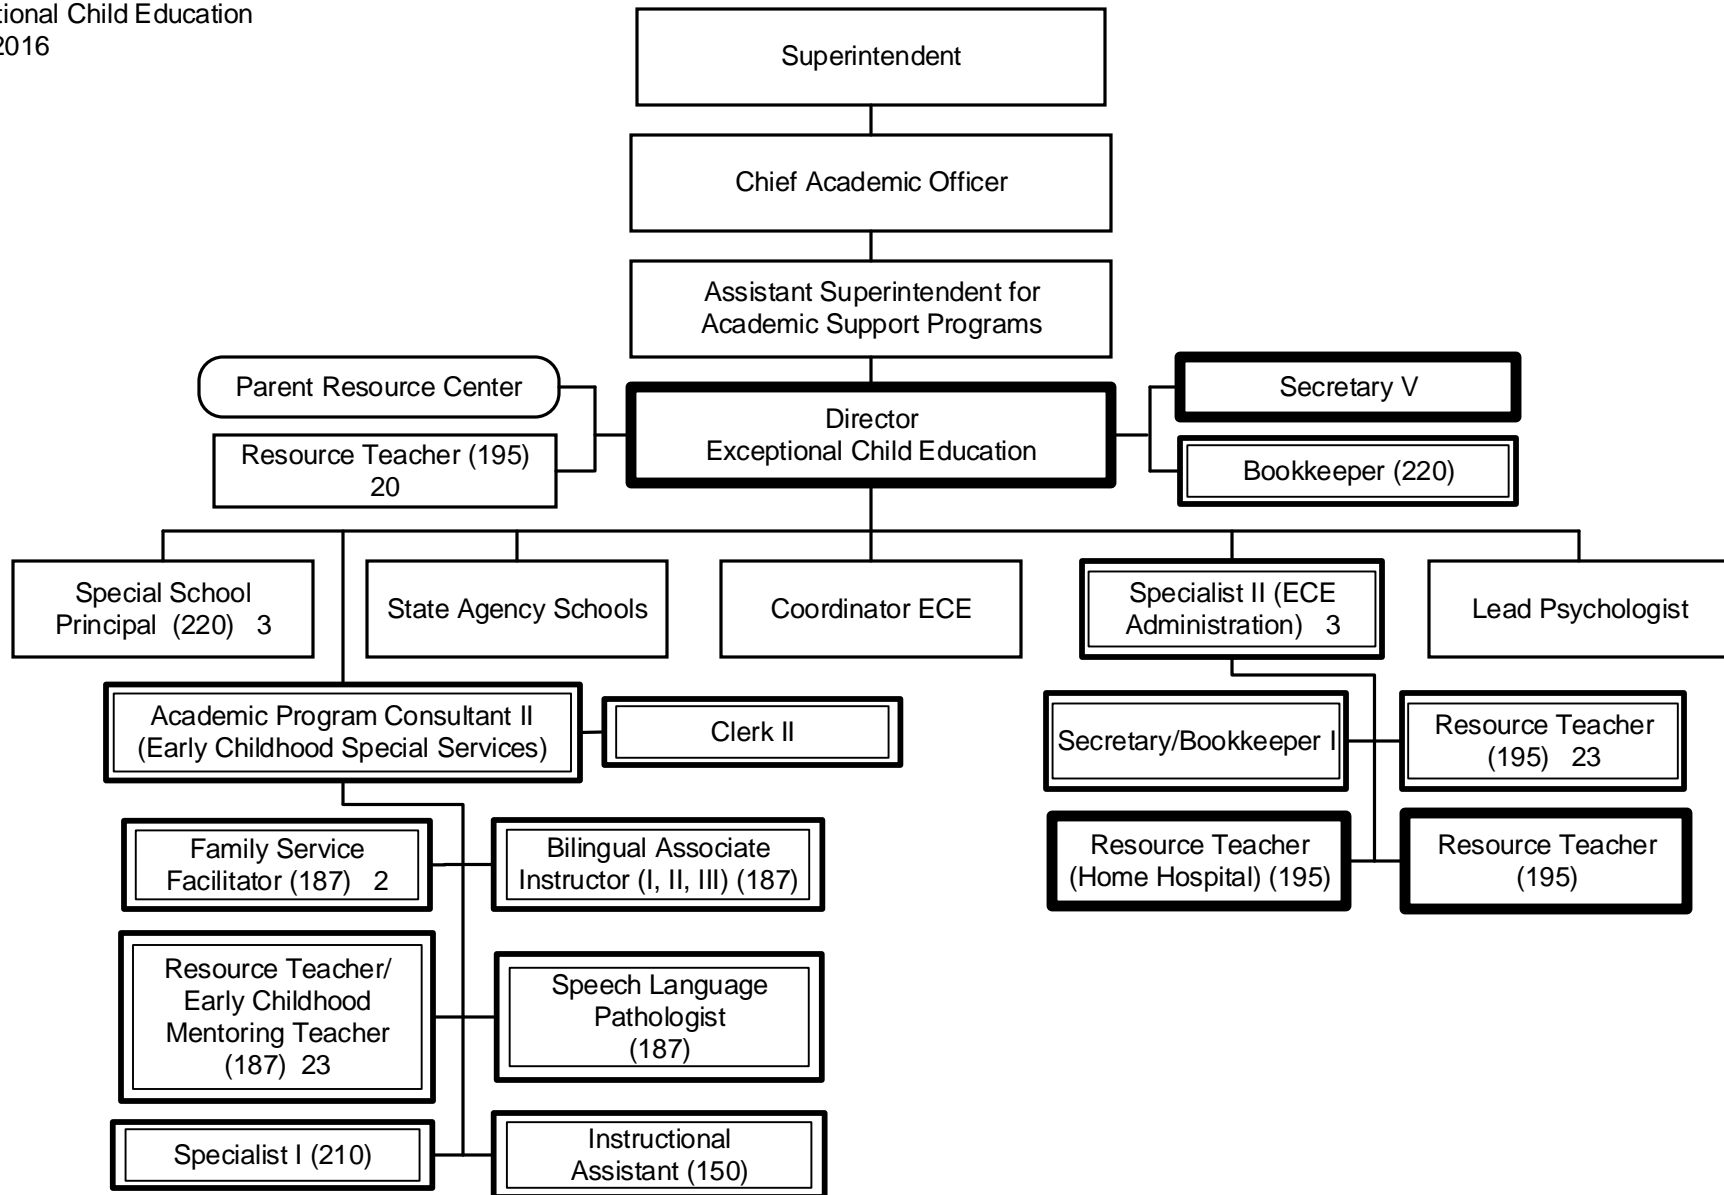 Child Education
2016
Superintendent
Chief Academic Officer
Assistant Superintendent for
Academic Support Programs
Parent Resource Center
Resource Teacher (195)
20
Director
Exceptional Child Education
Secretary V
Bookkeeper (220)
Special School
Principal (220) 3
State Agency Schools
Coordinator ECE
Specialist II (ECE
Administration) 3
Lead Psychologist
Academic Program Consultant II
(Early Childhood Special Services)
Clerk II
Secretary/Bookkeeper I
Resource Teacher
(195) 23
Family Service
Facilitator (187) 2
Bilingual Associate
Instructor (I, II, III) (187)
Resource Teacher
(Home Hospital) (195)
Resource Teacher
(195)
Resource Teacher/
Early Childhood
Mentoring Teacher
(187) 23
Speech Language
Pathologist
(187)
Specialist I (210)
Instructional
Assistant (150)